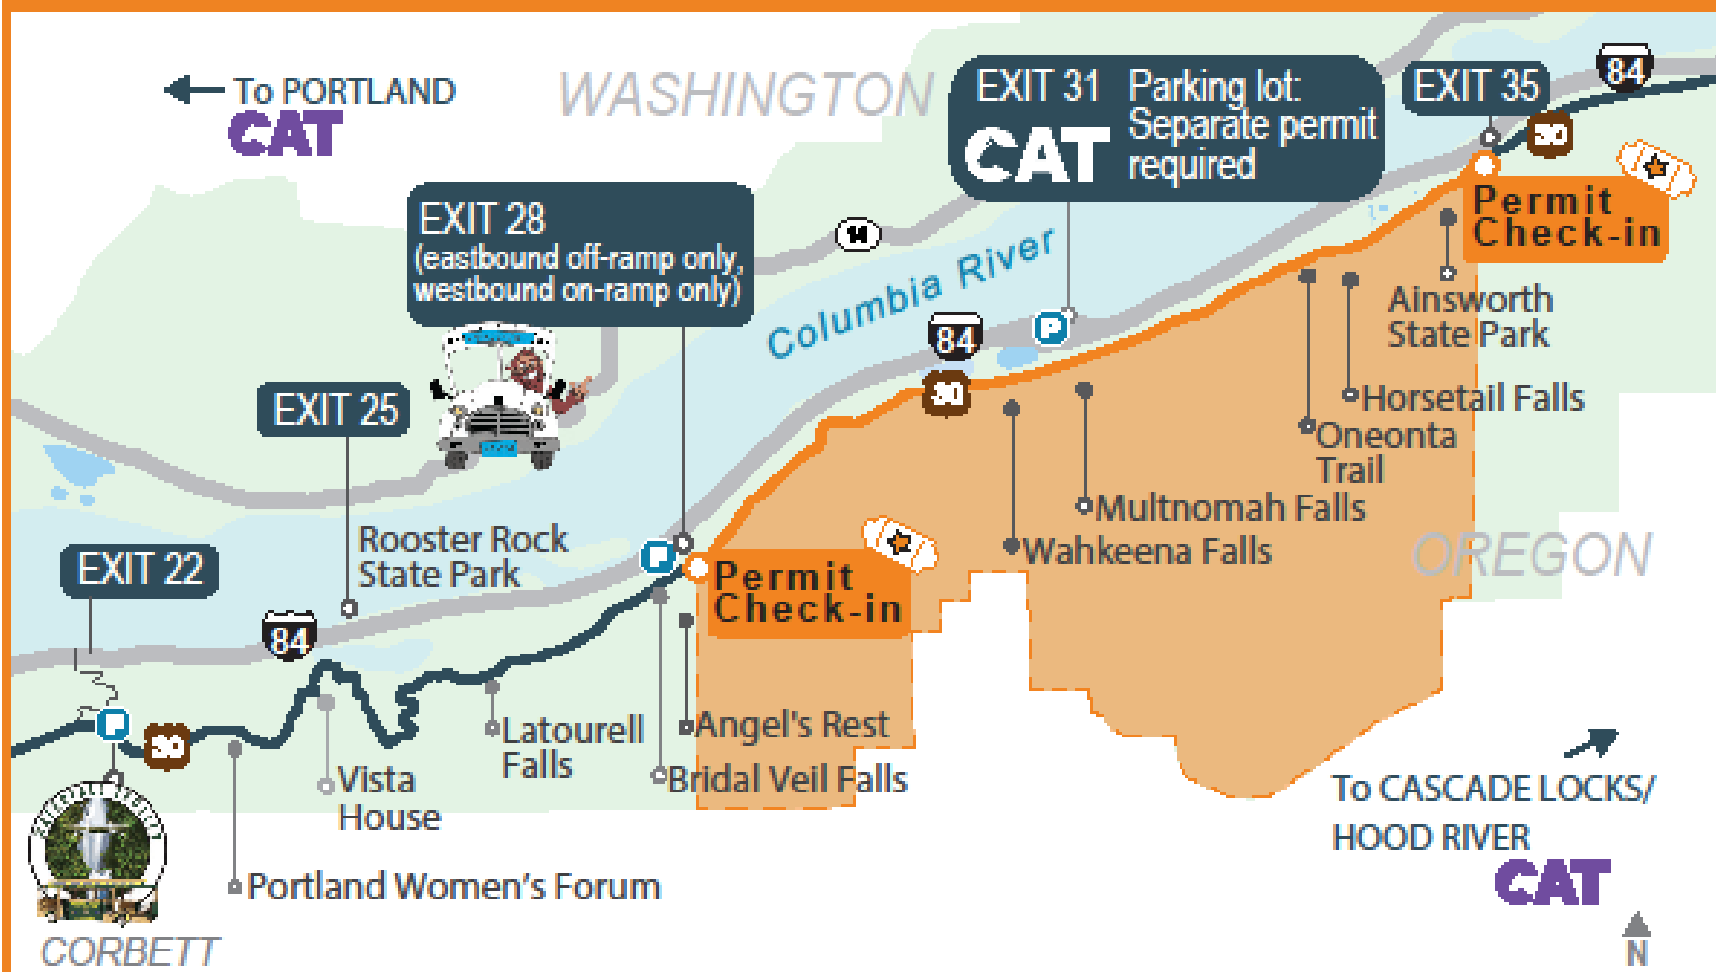 To PORTLAND
CAT
WASHINGTON
EXIT 31
CAT
Parking lot:
Separate permit
required
EXIT 35
84
30
Permit
Check-in
EXIT 28
(eastbound off-ramp only,
westbound on-ramp only)
14
Columbia River
84
P
30
Ainsworth
State Park
Horsetail Falls
Oneonta
Trail
Multnomah Falls
Wahkeena Falls
OREGON
EXIT 25
Rooster Rock
State Park
EXIT 22
84
P
Permit
Check-in
P
30
Latourell
Falls
Angel's Rest
Bridal Veil Falls
Vista
House
Portland Women's Forum
CORBETT
To CASCADE LOCKS/
HOOD RIVER
CAT
N